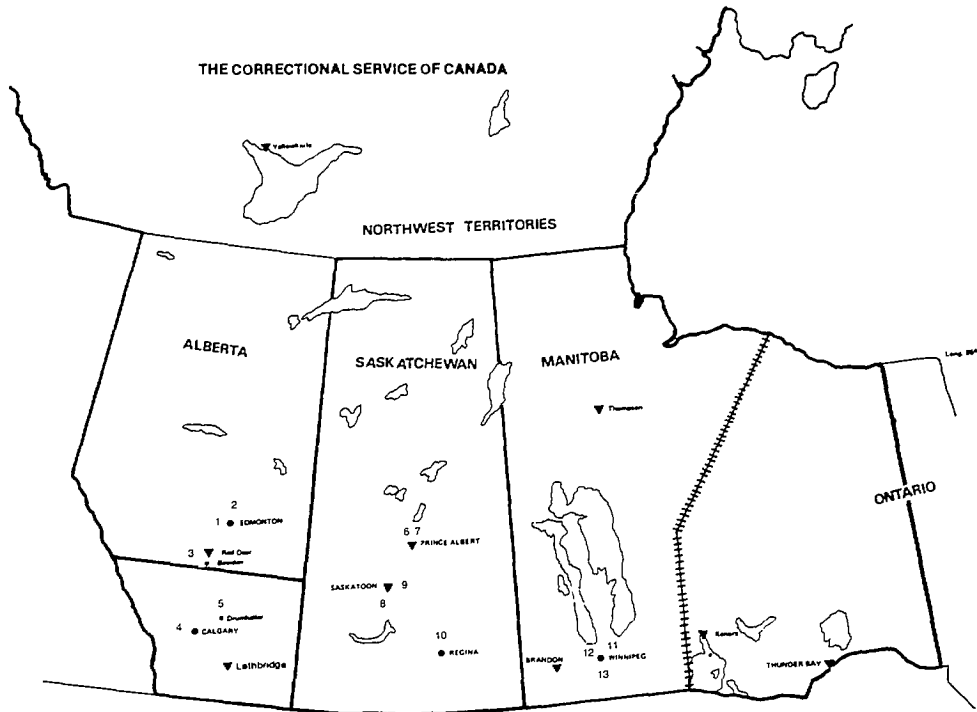 THE CORRECTIONAL SERVICE OF CANADA
Yellowknife
NORTHWEST TERRITORIES
ALBERTA
SASKATCHEWAN
MANITOBA
Long.
Thompson
ONTARIO
2
1 EDMONTON
6 7
PRINCE ALBERT
3 Red Deer
Bowden
SASKATOON 9
8
5
Drumheller
4 CALGARY
10
REGINA
Lethbridge
11
12 WINNIPEG
13
BRANDON
Kenora
THUNDER BAY